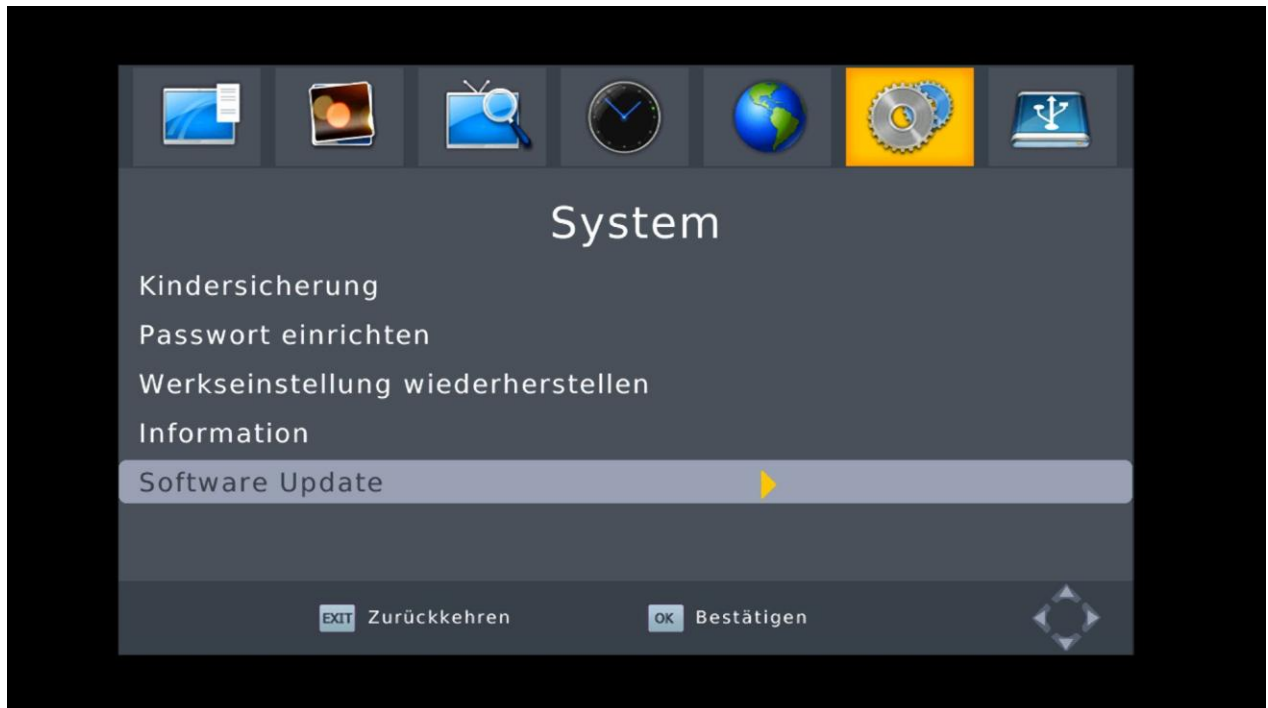 System
Kindersicherung
Passwort einrichten
Werkseinstellung wiederherstellen
Information
Software Update
EXIT Zurückkehren OK Bestätigen